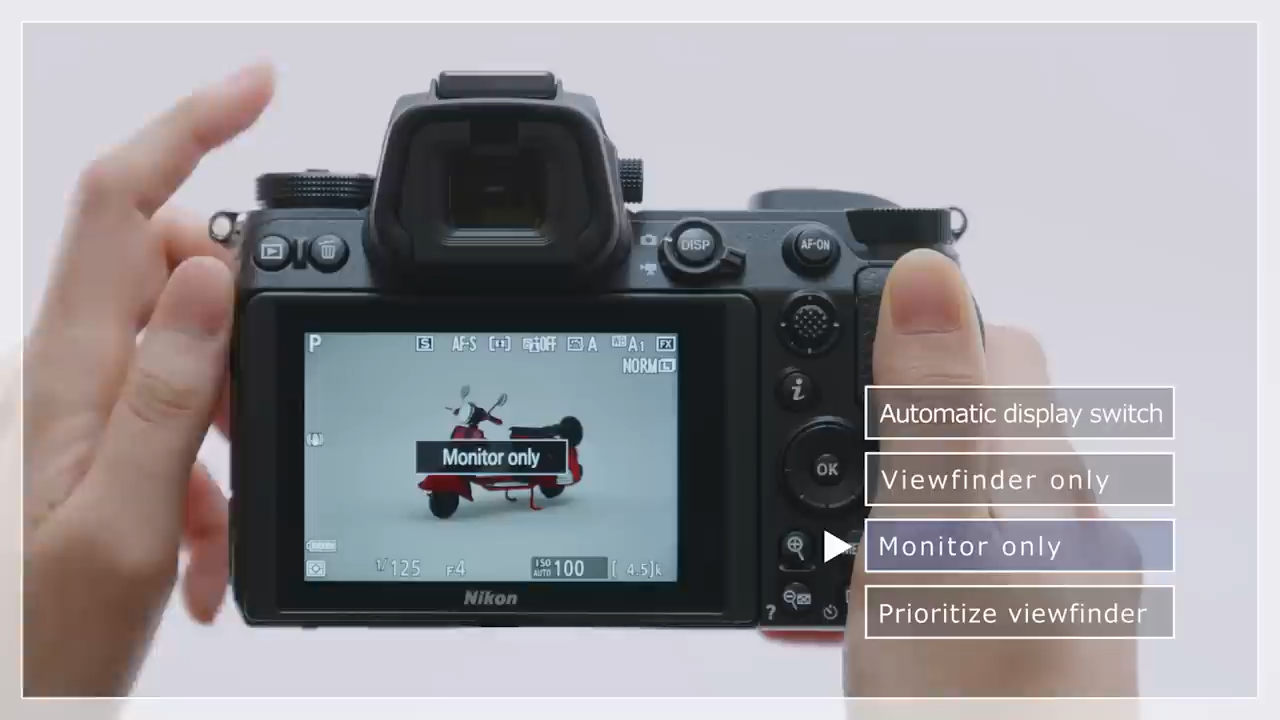 DISP
AF-ON
P S AF-S OFF A A1 FX
NORM L
i
Automatic display switch
Monitor only
Viewfinder only
OK
Monitor only
1/125 F4 ISO AUTO 100 [ 4.5]k
Nikon
?
Prioritize viewfinder